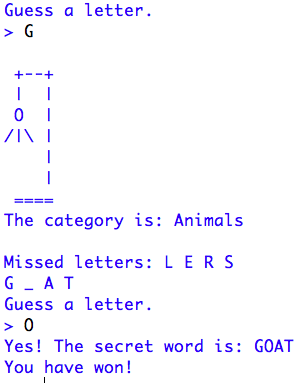 Guess a letter.
> G

 +--+
 |  |
 O  |
/|\ |
    |
    |
 ====
The category is: Animals

Missed letters: L E R S
G _ A T
Guess a letter.
> O
Yes! The secret word is: GOAT
You have won!